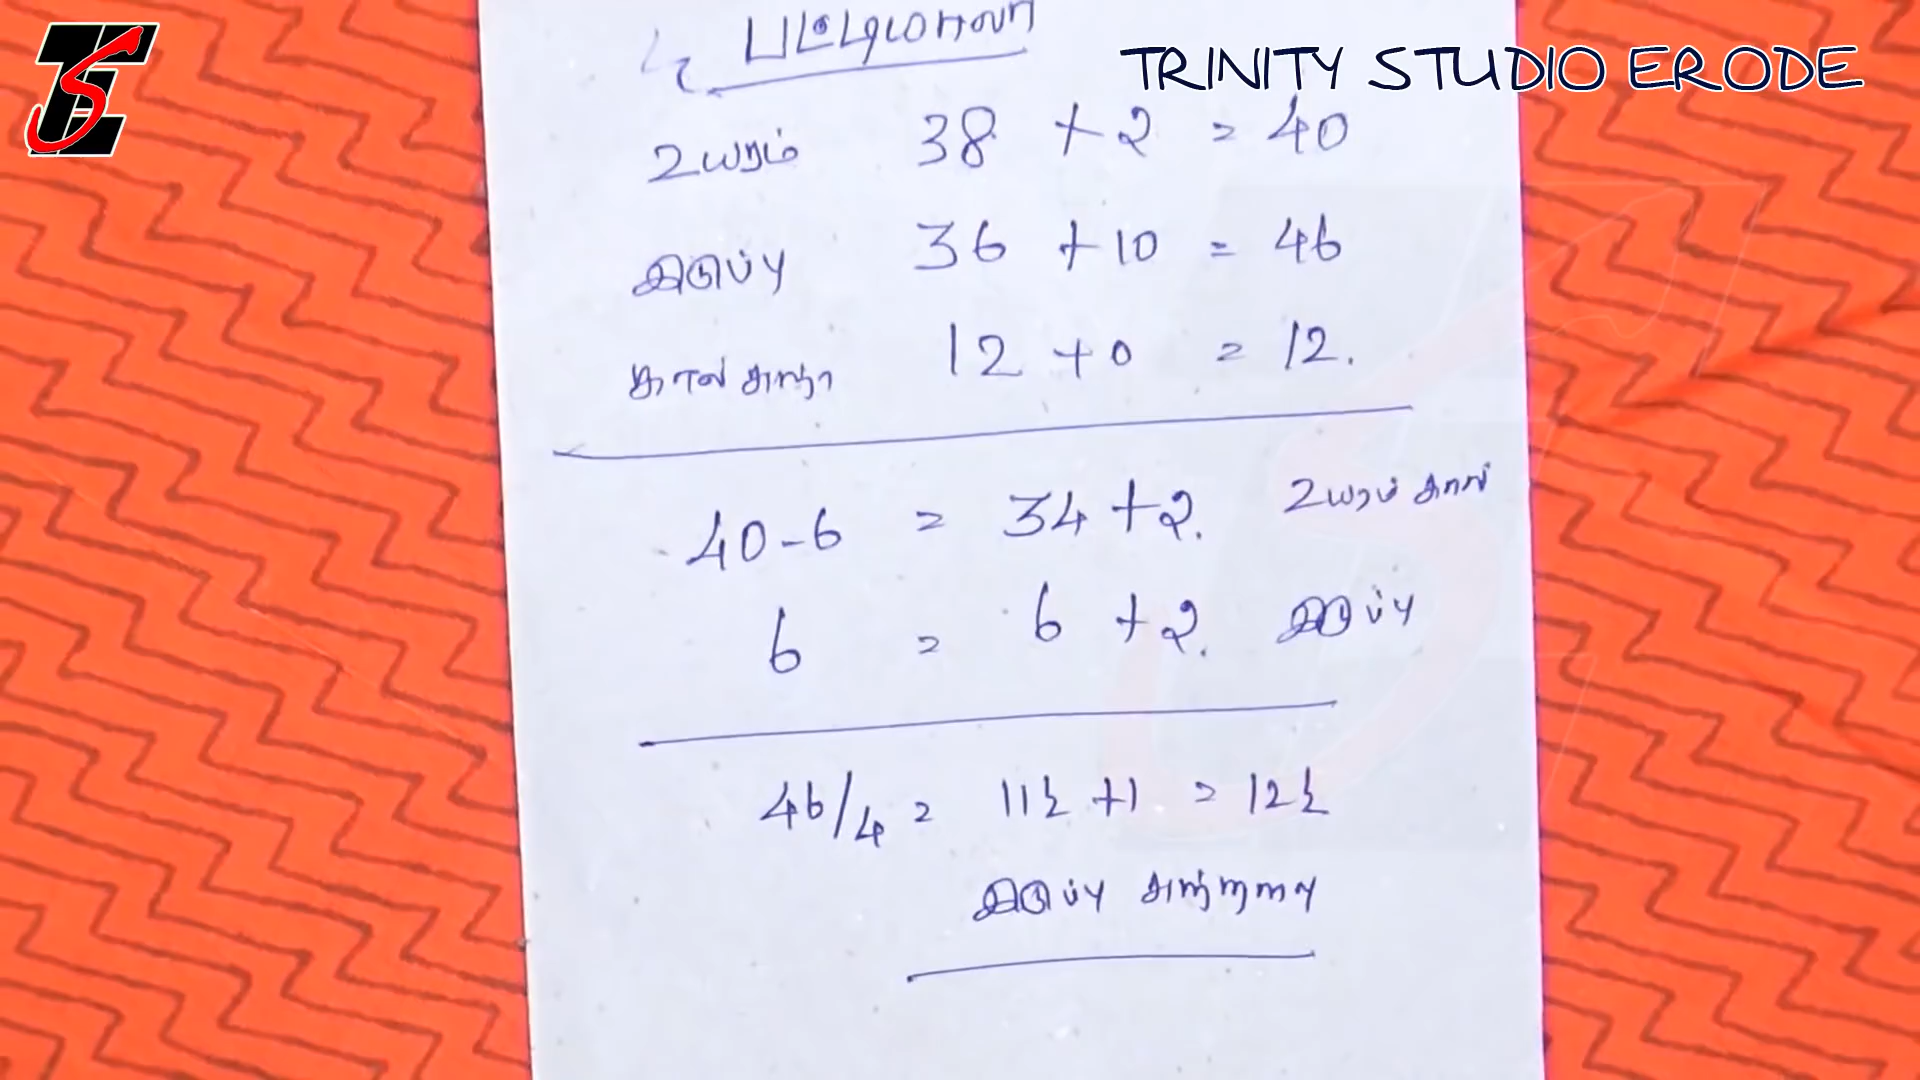 TRINITY STUDIO ERODE
உயரம் 38 + 2 = 40
இடுப்பு 36 + 10 = 46
கால் சுற்றா 12 + 0 = 12.
40 - 6 = 34 + 2. உயரம் கால்
6 = 6 + 2. இடுப்பு
46/4 = 11½ + 1 = 12½
இடுப்பு சுற்றளவு